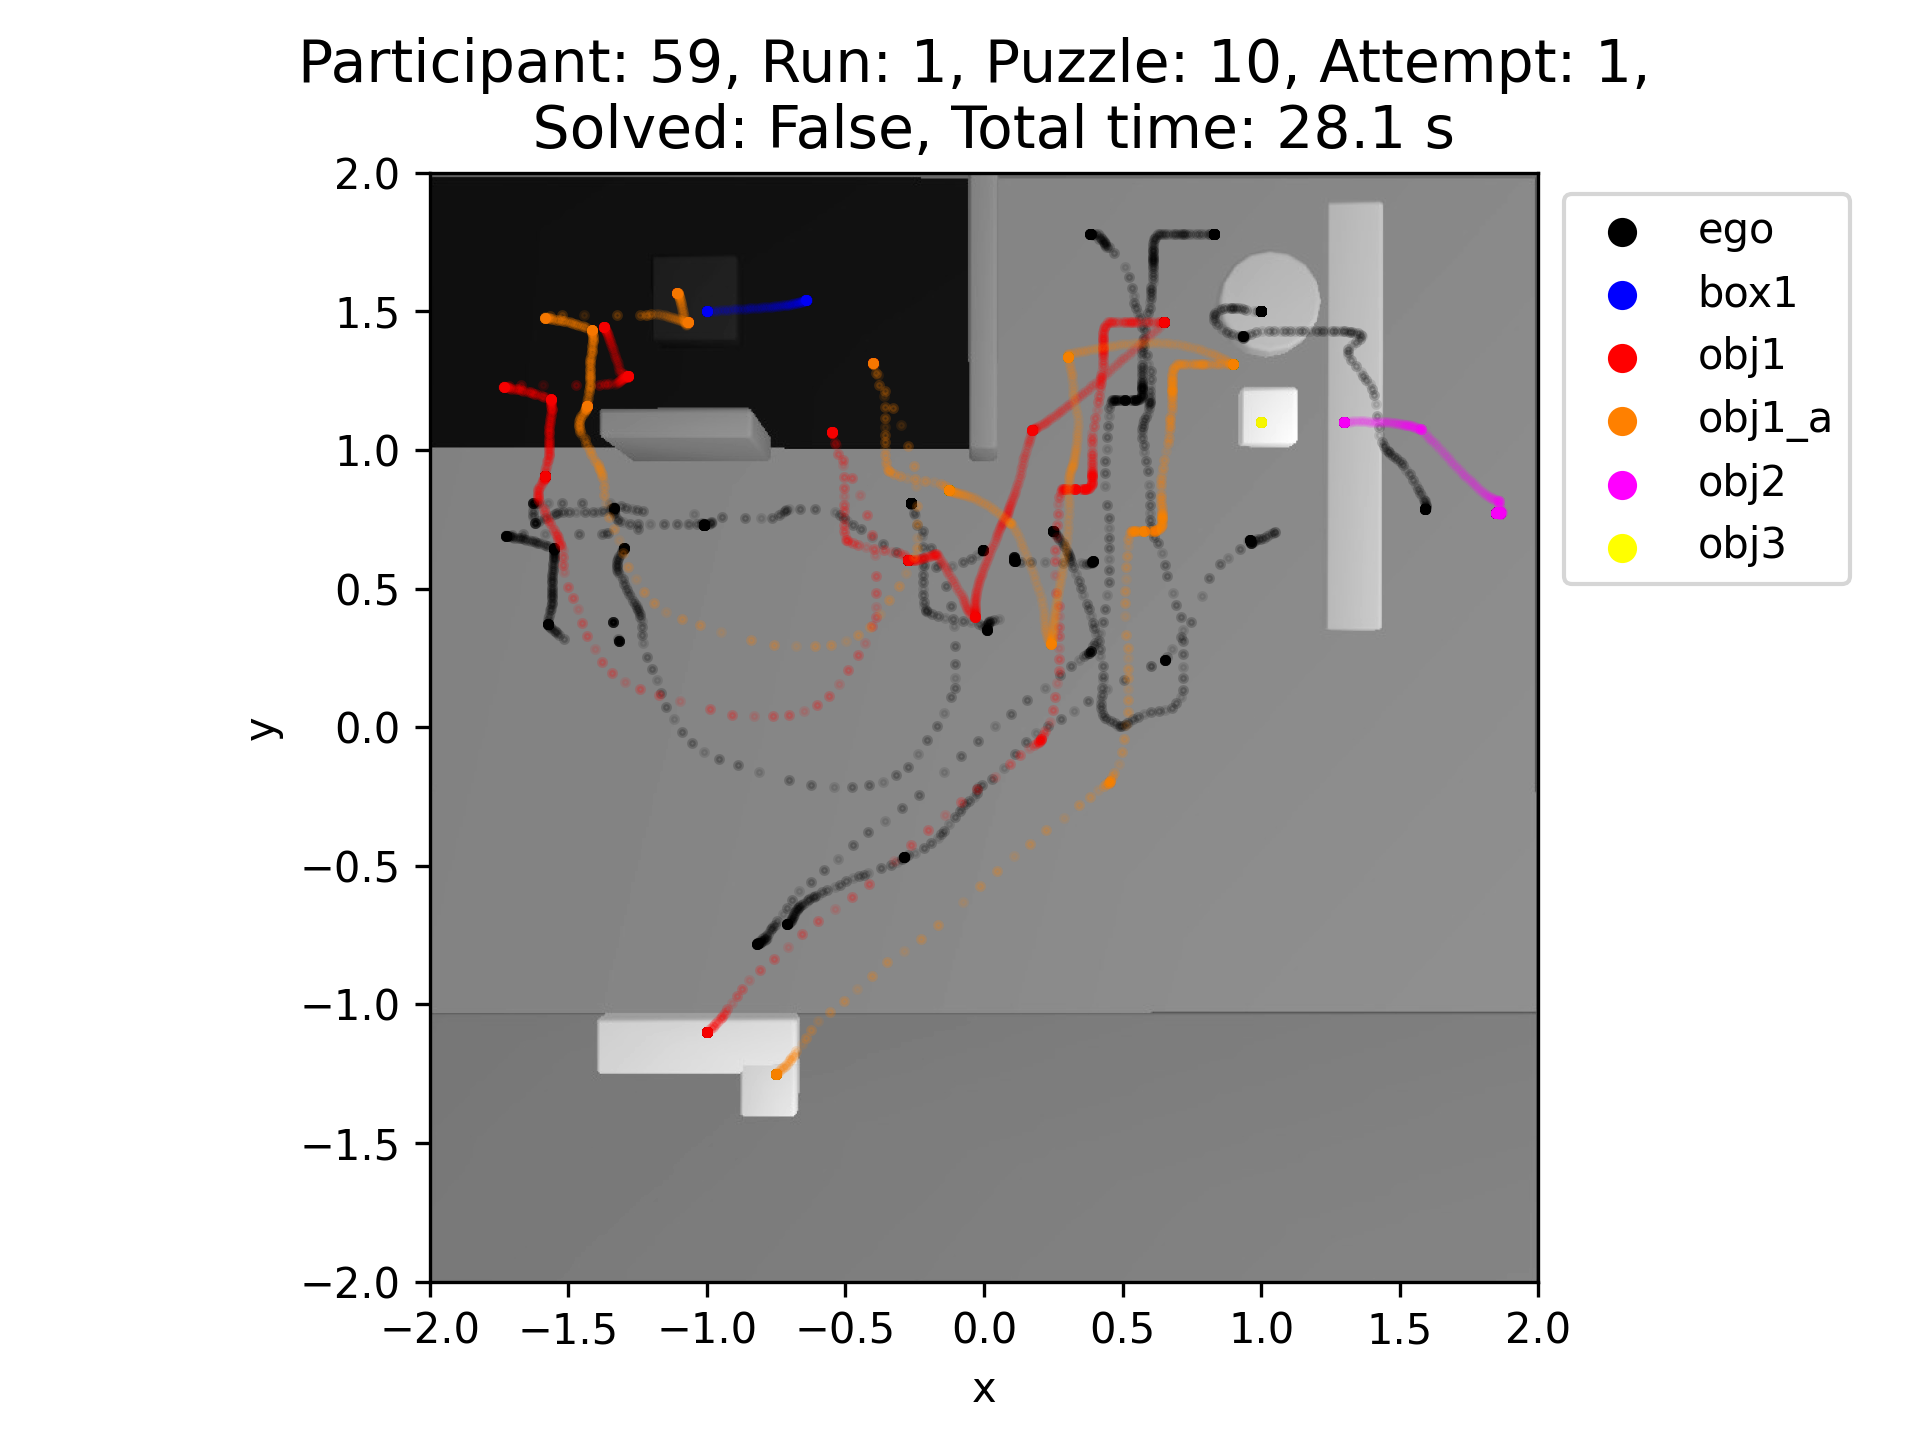 Participant: 59, Run: 1, Puzzle: 10, Attempt: 1,
Solved: False, Total time: 28.1 s
2.0
1.5
1.0
0.5
0.0
−0.5
−1.0
−1.5
−2.0
y
−2.0 −1.5 −1.0 −0.5 0.0 0.5 1.0 1.5 2.0
x
ego
box1
obj1
obj1_a
obj2
obj3